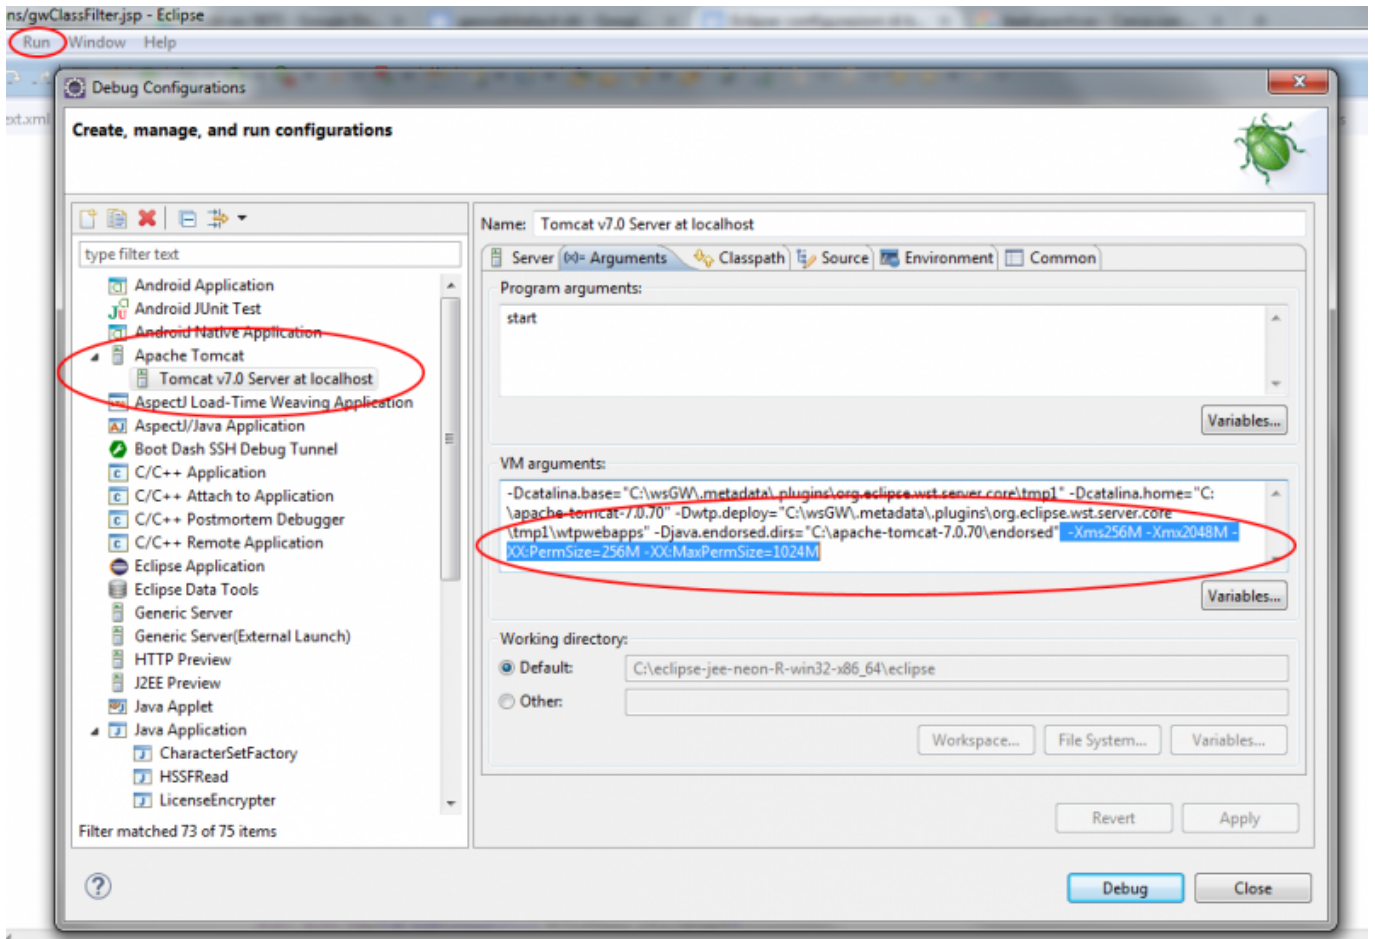 ns/gwClassFilter.jsp - Eclipse
Run Window Help
Debug Configurations
ext.xml
Create, manage, and run configurations
Name: Tomcat v7.0 Server at localhost
type filter text
Server (x)= Arguments Classpath Source Environment Common
Android Application
Android JUnit Test
Android Native Application
Apache Tomcat
Tomcat v7.0 Server at localhost
AspectJ Load-Time Weaving Application
AspectJ/Java Application
Boot Dash SSH Debug Tunnel
C/C++ Application
C/C++ Attach to Application
C/C++ Postmortem Debugger
C/C++ Remote Application
Eclipse Application
Eclipse Data Tools
Generic Server
Generic Server(External Launch)
HTTP Preview
J2EE Preview
Java Applet
Java Application
CharacterSetFactory
HSSFRead
LicenseEncrypter
Filter matched 73 of 75 items
Program arguments:
start
Variables...
VM arguments:
-Dcatalina.base="C:\wsGW\.metadata\.plugins\org.eclipse.wst.server.core\tmp1" -Dcatalina.home="C:
\apache-tomcat-7.0.70" -Dwtp.deploy="C:\wsGW\.metadata\.plugins\org.eclipse.wst.server.core
\tmp1\wtpwebapps" -Djava.endorsed.dirs="C:\apache-tomcat-7.0.70\endorsed" -Xms256M -Xmx2048M -
XX:PermSize=256M -XX:MaxPermSize=1024M
Variables...
Working directory:
Default: C:\eclipse-jee-neon-R-win32-x86_64\eclipse
Other:
Workspace... File System... Variables...
Revert Apply
Debug Close